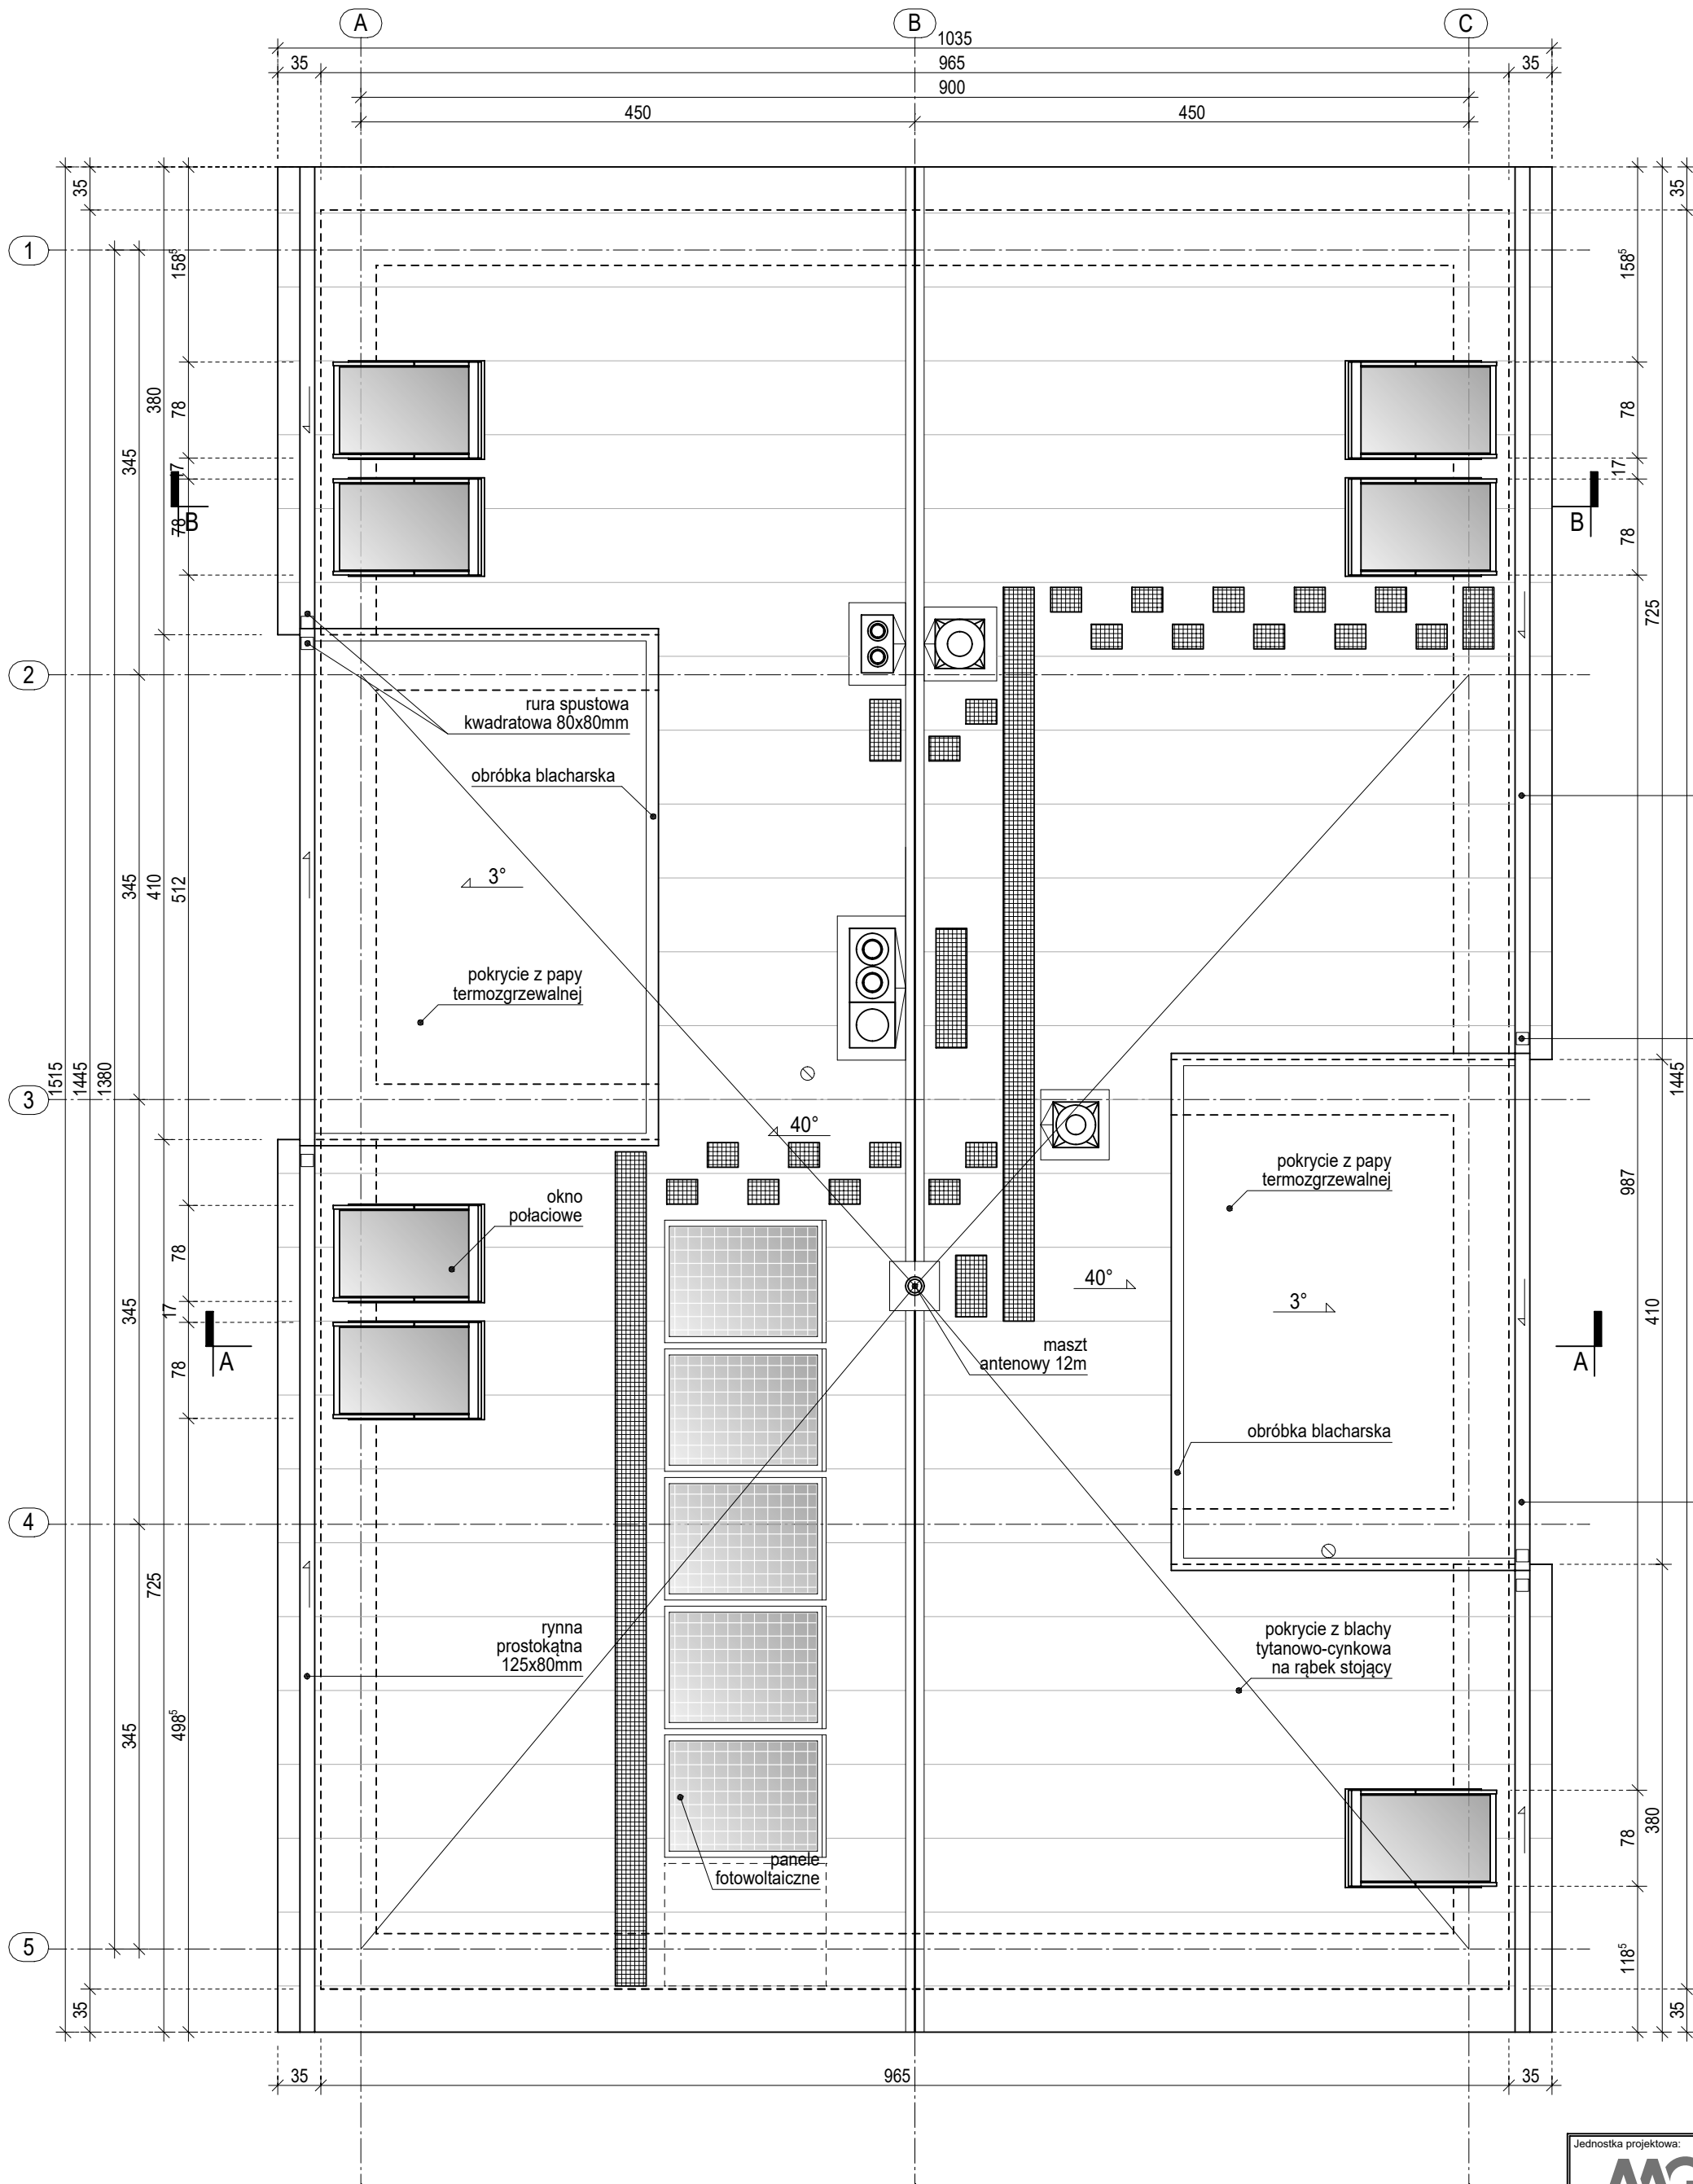 A
B
C
1035
35
965
35
900
450
450
35
35
1
158⁵
158⁵
380
78
78
345
17
17
B
B
78
78
725
2
rura spustowa
kwadratowa 80x80mm
obróbka blacharska
3°
345
410
512
pokrycie z papy
termozgrzewalnej
1515
1445
1380
1445
3
40°
pokrycie z papy
termozgrzewalnej
987
okno
połaciowe
78
40°
3°
345
17
410
A
A
maszt
antenowy 12m
78
obróbka blacharska
4
725
rynna
prostokątna
125x80mm
pokrycie z blachy
tytanowo-cynkowa
na rąbek stojący
345
498⁵
78
380
panele
fotowoltaiczne
5
118⁵
35
35
35
965
35
Jednostka projektowa: